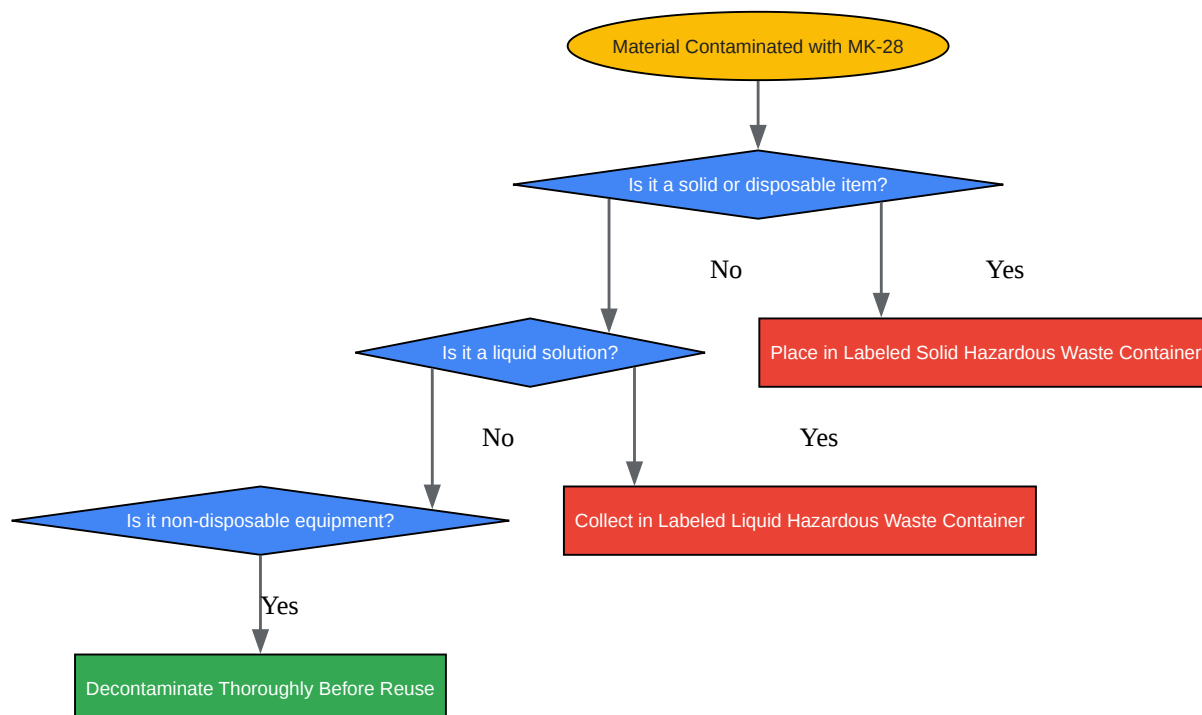 Material Contaminated with MK-28
Is it a solid or disposable item?
No
Yes
Is it a liquid solution?
Place in Labeled Solid Hazardous Waste Container
No
Yes
Is it non-disposable equipment?
Collect in Labeled Liquid Hazardous Waste Container
Yes
Decontaminate Thoroughly Before Reuse